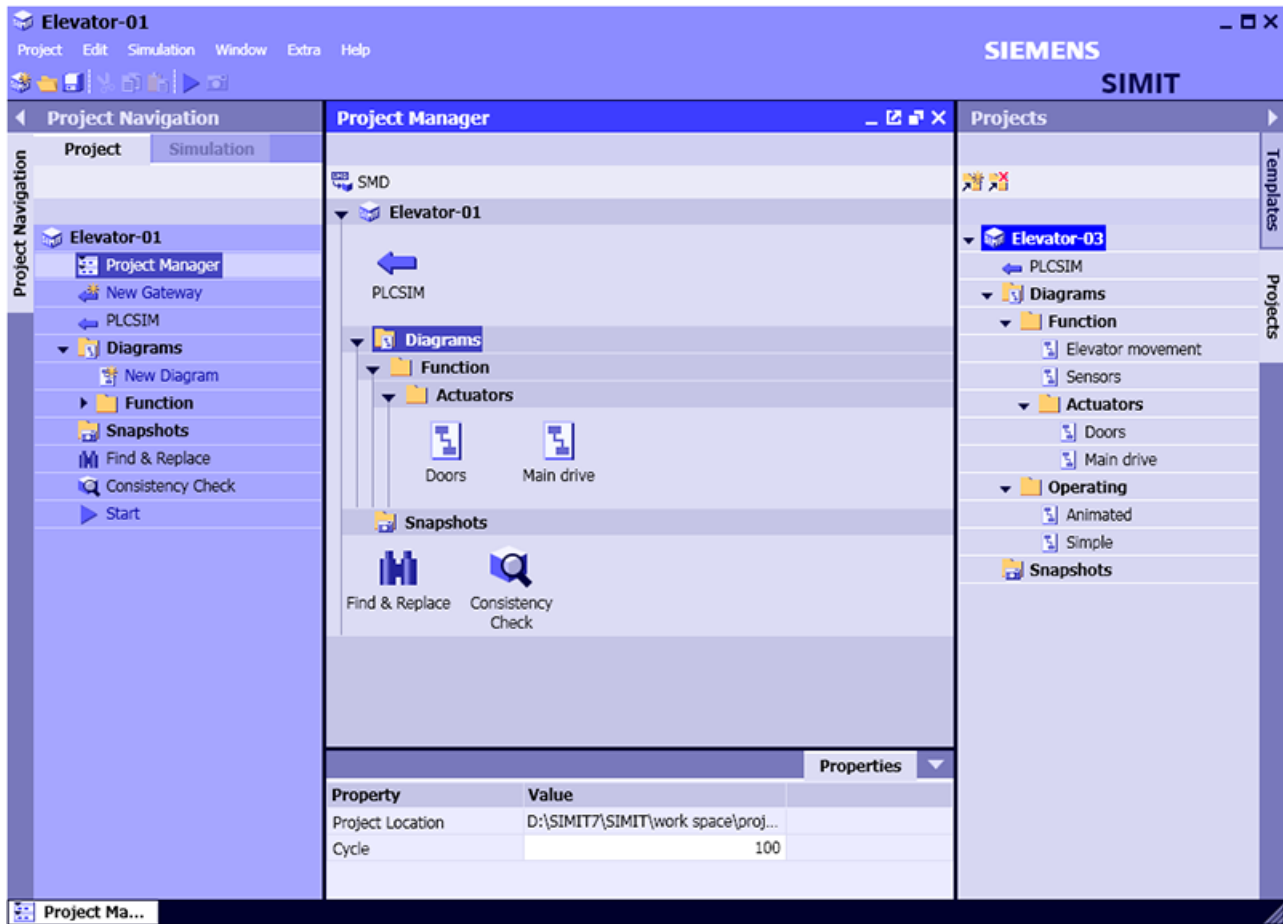 Elevator-01
Project Edit Simulation Window Extra Help
SIEMENS
SIMIT
Project Navigation
Project Navigation
Project Simulation
Elevator-01
Project Manager
New Gateway
PLCSIM
Diagrams
New Diagram
Function
Snapshots
Find & Replace
Consistency Check
Start
Project Manager
SMD
Elevator-01
PLCSIM
Diagrams
Function
Actuators
Doors Main drive
Snapshots
Find & Replace Consistency
Check
Properties
Property Value
Project Location D:\SIMIT7\SIMIT\work space\proj...
Cycle 100
Projects
Elevator-03
PLCSIM
Diagrams
Function
Elevator movement
Sensors
Actuators
Doors
Main drive
Operating
Animated
Simple
Snapshots
Templates
Projects
Project Ma...